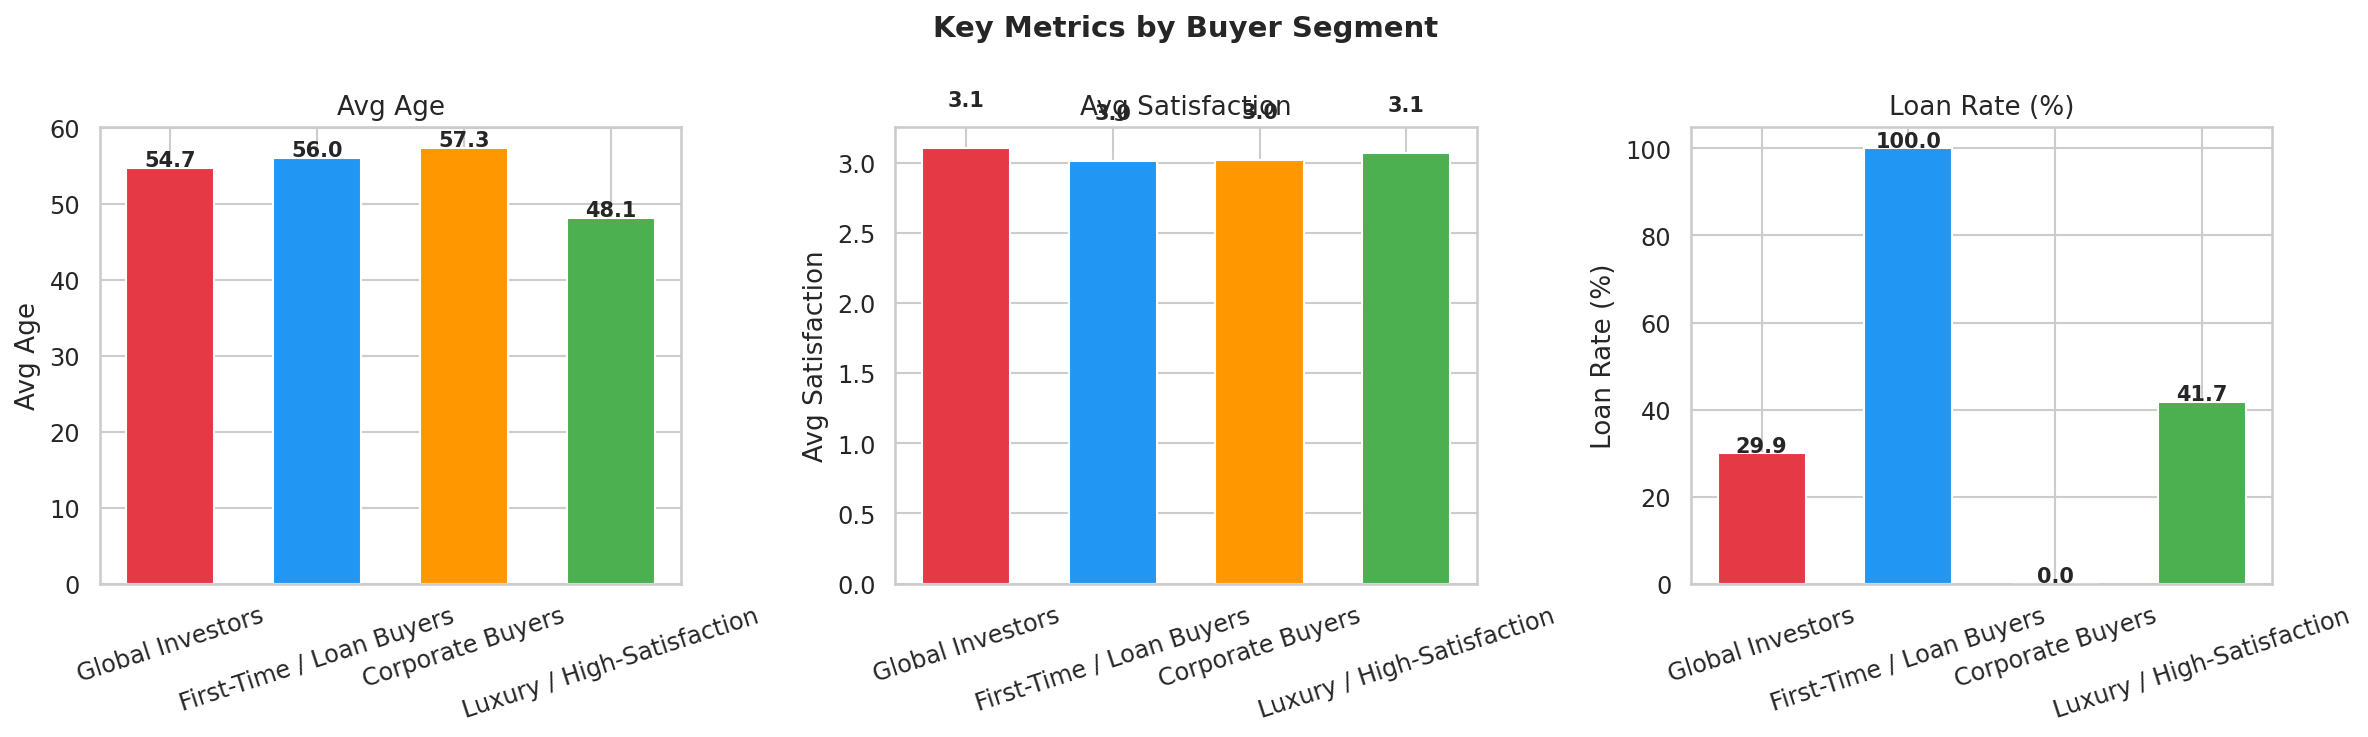 Key Metrics by Buyer Segment
Avg Age
Avg Age
60
50
40
30
20
10
0
54.7
56.0
57.3
48.1
Global Investors
First-Time / Loan Buyers
Corporate Buyers
Luxury / High-Satisfaction
Avg Satisfaction
Avg Satisfaction
3.0
2.5
2.0
1.5
1.0
0.5
0.0
3.1
3.0
3.0
3.1
Global Investors
First-Time / Loan Buyers
Corporate Buyers
Luxury / High-Satisfaction
Loan Rate (%)
Loan Rate (%)
100
80
60
40
20
0
29.9
100.0
0.0
41.7
Global Investors
First-Time / Loan Buyers
Corporate Buyers
Luxury / High-Satisfaction